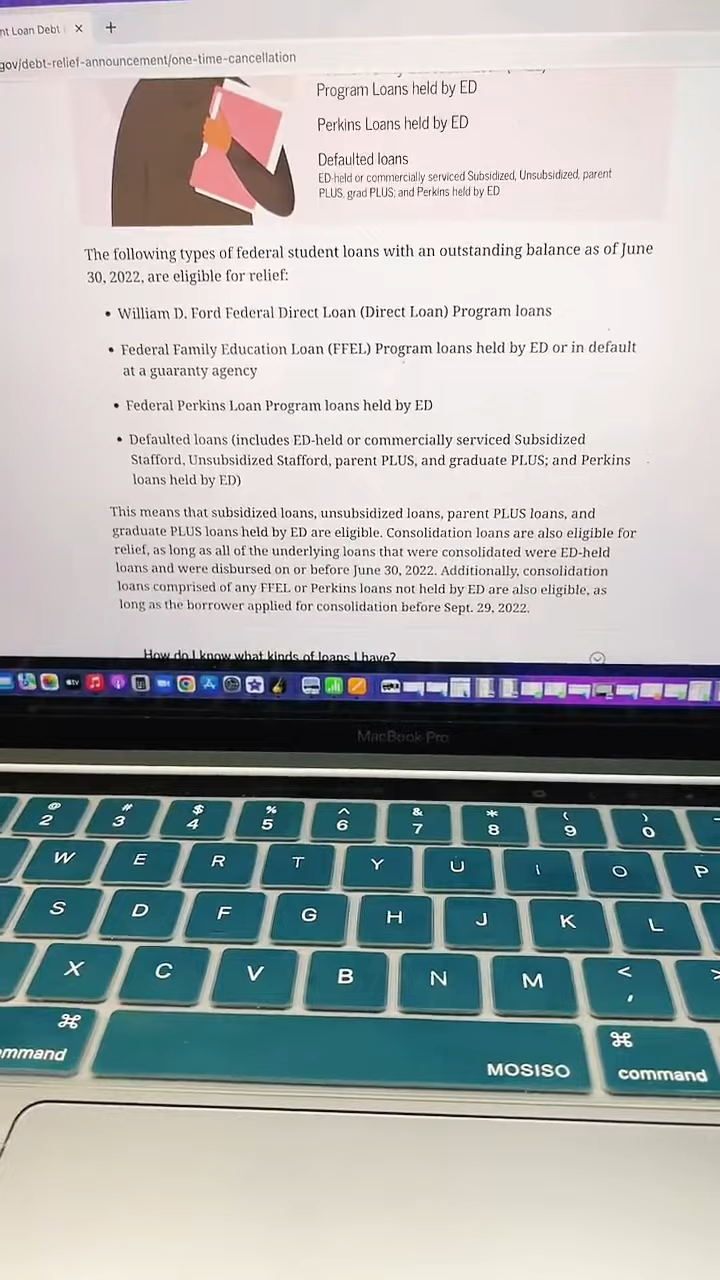 nt Loan Debt × +
gov/debt-relief-announcement/one-time-cancellation
Program Loans held by ED
Perkins Loans held by ED
Defaulted loans
ED-held or commercially serviced Subsidized, Unsubsidized, parent
PLUS, grad PLUS; and Perkins held by ED
The following types of federal student loans with an outstanding balance as of June
30, 2022, are eligible for relief:
• William D. Ford Federal Direct Loan (Direct Loan) Program loans
• Federal Family Education Loan (FFEL) Program loans held by ED or in default
at a guaranty agency
• Federal Perkins Loan Program loans held by ED
• Defaulted loans (includes ED-held or commercially serviced Subsidized
Stafford, Unsubsidized Stafford, parent PLUS, and graduate PLUS; and Perkins
loans held by ED)
This means that subsidized loans, unsubsidized loans, parent PLUS loans, and
graduate PLUS loans held by ED are eligible. Consolidation loans are also eligible for
relief, as long as all of the underlying loans that were consolidated were ED-held
loans and were disbursed on or before June 30, 2022. Additionally, consolidation
loans comprised of any FFEL or Perkins loans not held by ED are also eligible, as
long as the borrower applied for consolidation before Sept. 29, 2022.
How do I know what kinds of loans I have?
tv
MacBook Pro
@ # $ % ^ & * ( )
2 3 4 5 6 7 8 9 0
W E R T Y U I O P
S D F G H J K L
X C V B N M < >
,
⌘ ⌘
mmand MOSISO command